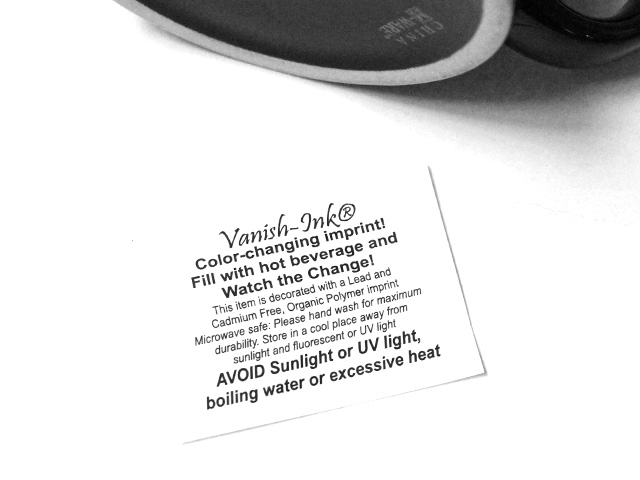 CHINA
M-WARE
Vanish-Ink®
Color-changing imprint!
Fill with hot beverage and
Watch the Change!
This item is decorated with a Lead and
Cadmium Free, Organic Polymer imprint
Microwave safe: Please hand wash for maximum
durability. Store in a cool place away from
sunlight and fluorescent or UV light
AVOID Sunlight or UV light,
boiling water or excessive heat